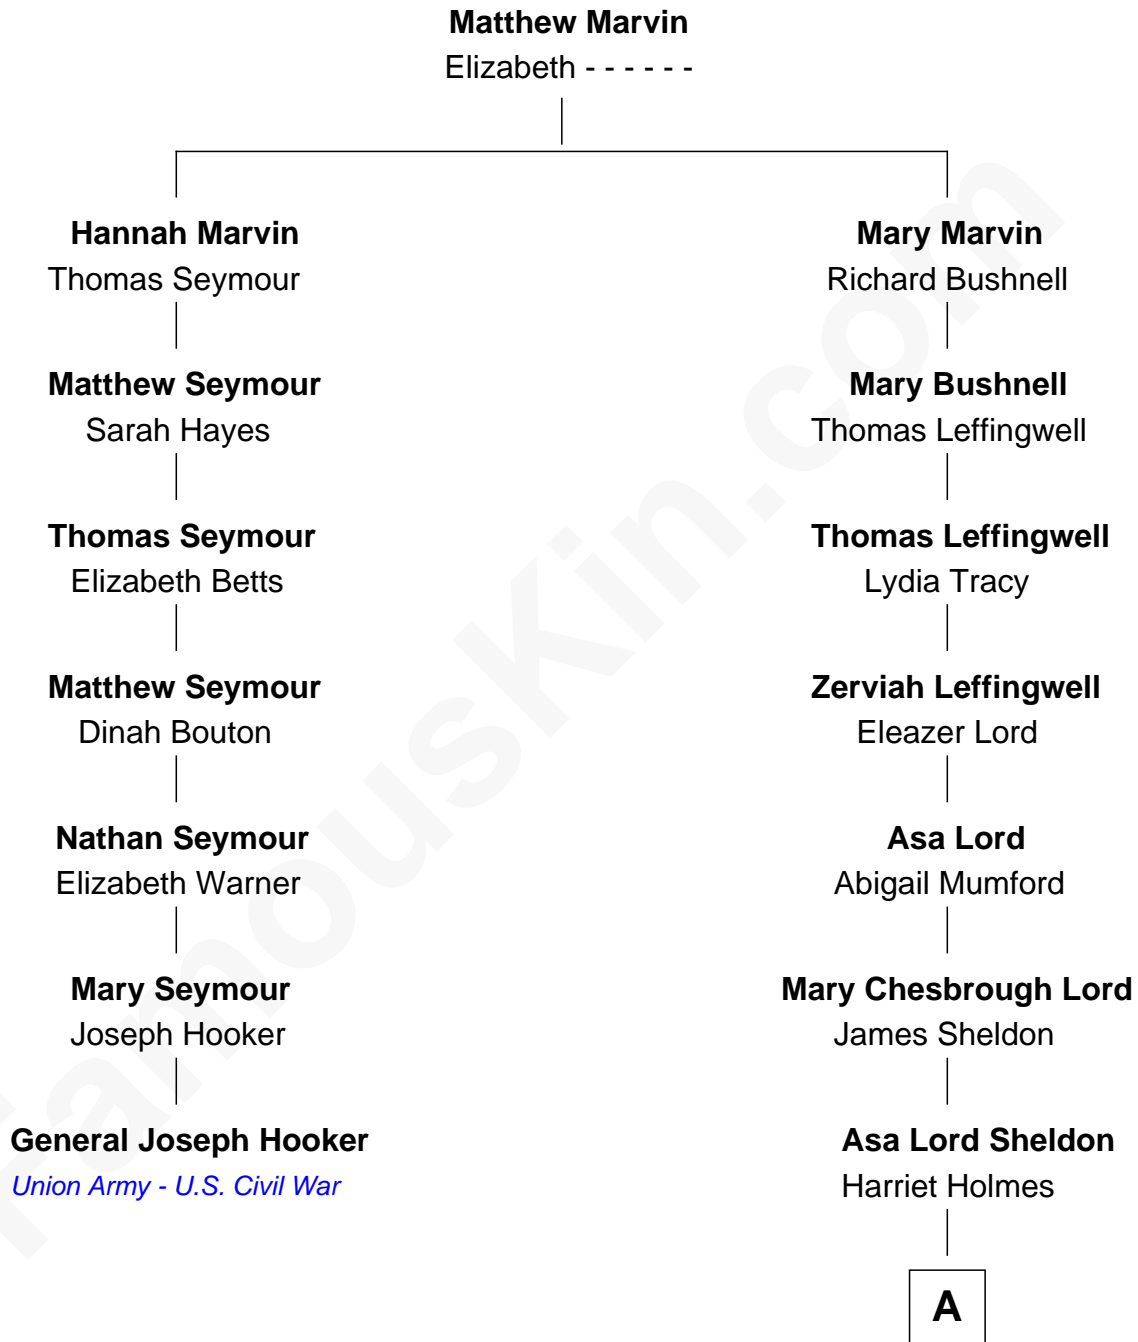 Matthew Marvin
Elizabeth - - - - - -
Hannah Marvin
Thomas Seymour
Mary Marvin
Richard Bushnell
Matthew Seymour
Sarah Hayes
Mary Bushnell
Thomas Leffingwell
Thomas Seymour
Elizabeth Betts
Thomas Leffingwell
Lydia Tracy
Matthew Seymour
Dinah Bouton
Zerviah Leffingwell
Eleazer Lord
Nathan Seymour
Elizabeth Warner
Asa Lord
Abigail Mumford
Mary Seymour
Joseph Hooker
Mary Chesbrough Lord
James Sheldon
General Joseph Hooker
Union Army - U.S. Civil War
Asa Lord Sheldon
Harriet Holmes
A
FamousKin.com